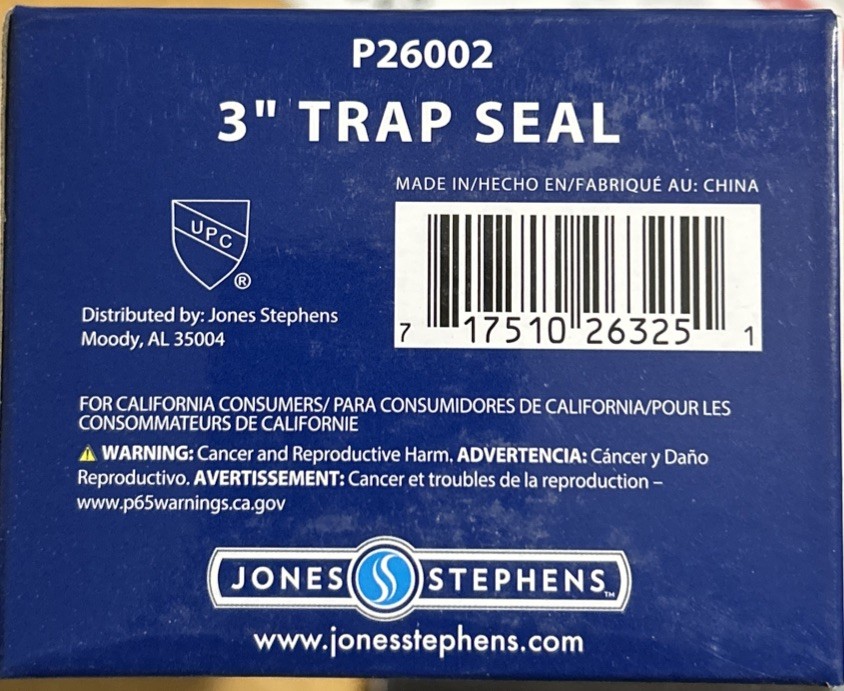 P26002
3" TRAP SEAL
MADE IN/HECHO EN/FABRIQUÉ AU: CHINA
UPC
®
7 17510 26325 1
Distributed by: Jones Stephens
Moody, AL 35004
FOR CALIFORNIA CONSUMERS/ PARA CONSUMIDORES DE CALIFORNIA/POUR LES
CONSOMMATEURS DE CALIFORNIE
⚠ WARNING: Cancer and Reproductive Harm. ADVERTENCIA: Cáncer y Daño
Reproductivo. AVERTISSEMENT: Cancer et troubles de la reproduction –
www.p65warnings.ca.gov
JONES STEPHENS™
www.jonesstephens.com